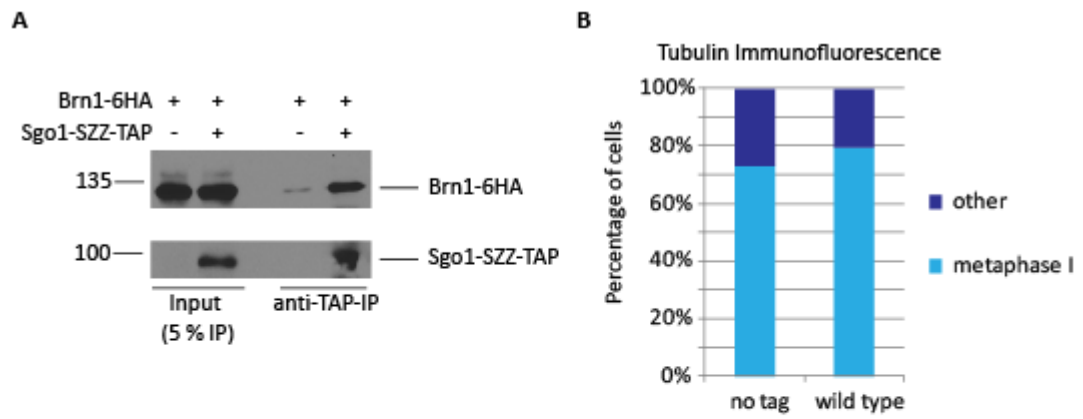 A
Brn1-6HA + + + +
Sgo1-SZZ-TAP - + - +
135
Brn1-6HA
100
Sgo1-SZZ-TAP
Input
(5 % IP)
anti-TAP-IP
B
Tubulin Immunofluorescence
Percentage of cells
100%
80%
60%
40%
20%
0%
no tag
wild type
other
metaphase I